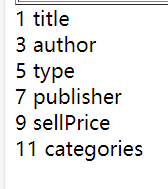 1 title
3 author
5 type
7 publisher
9 sellPrice
11 categories